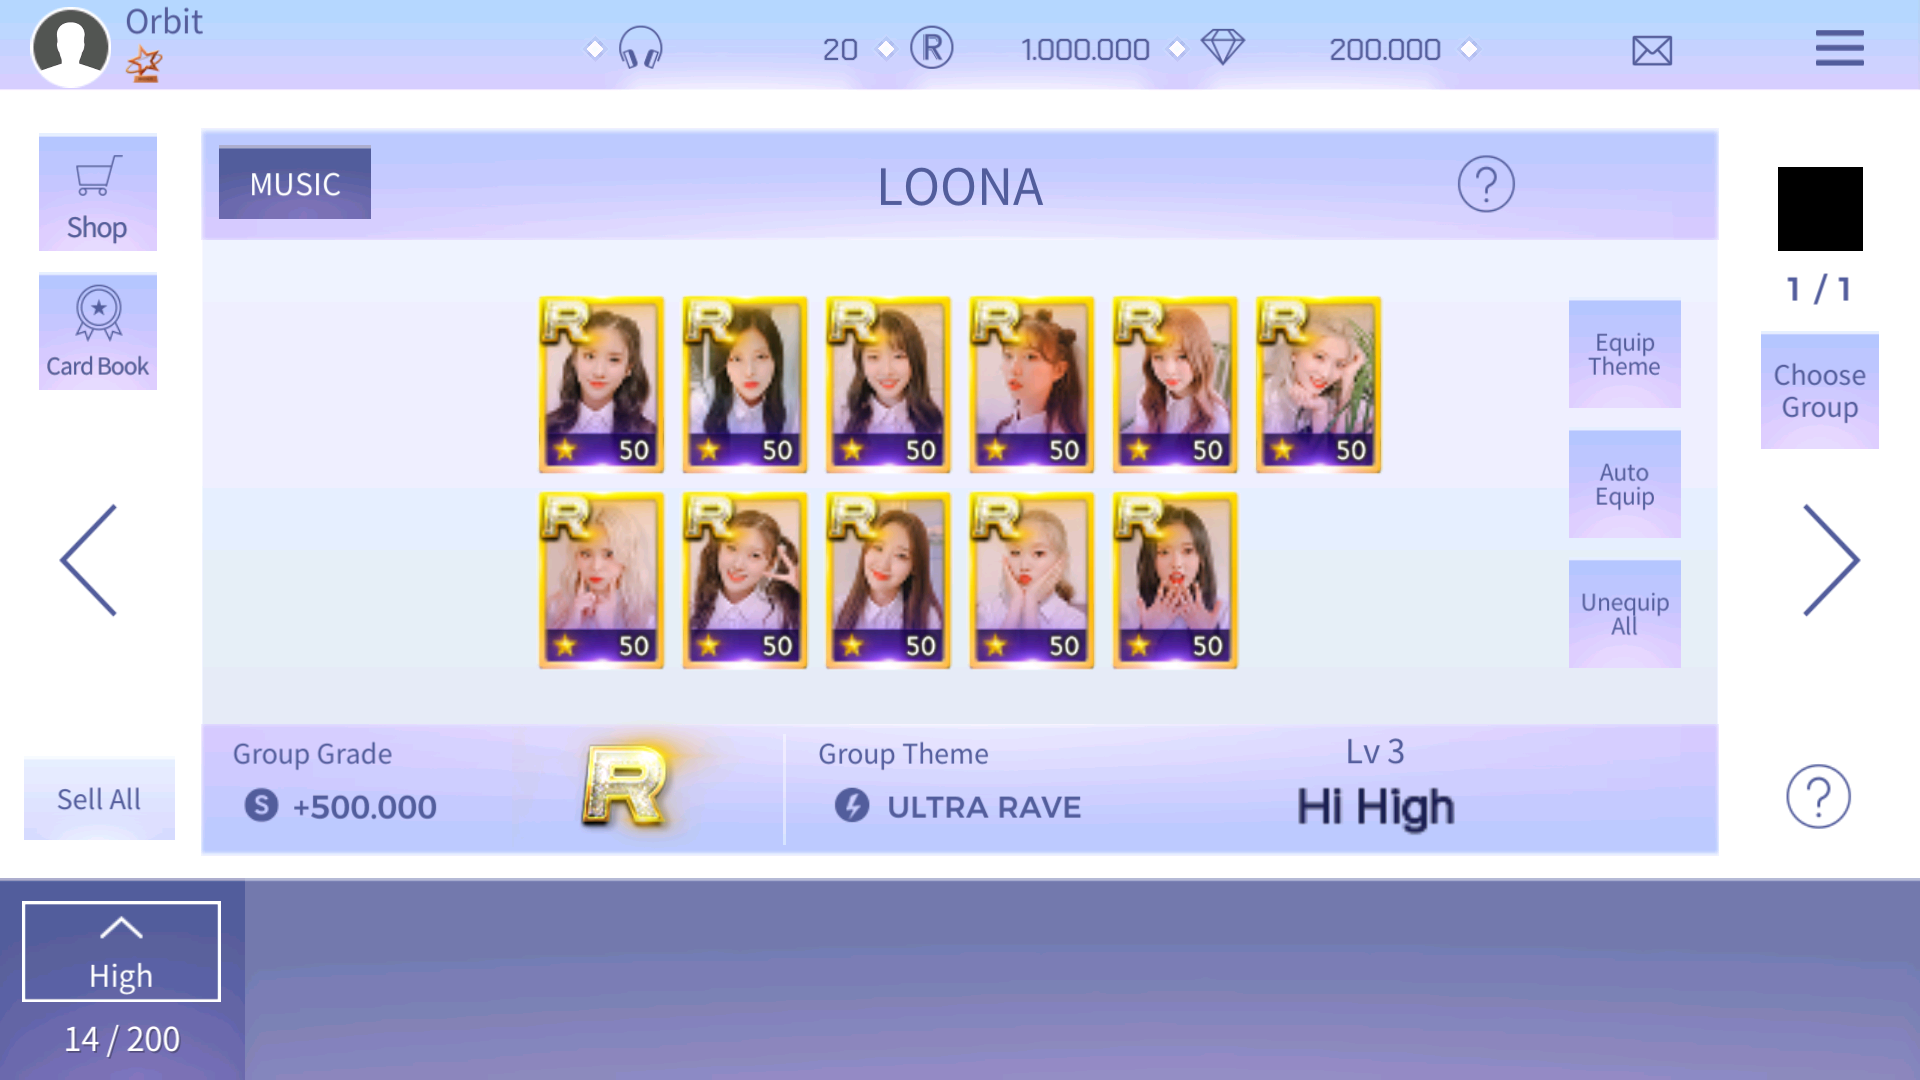 Orbit
20
R
1.000.000
200.000
Shop
MUSIC
LOONA
?
1 / 1
Card Book
Choose
Group
R
R
R
R
R
R
50
50
50
50
50
50
Equip
Theme
Auto
Equip
R
R
R
R
R
50
50
50
50
50
Unequip
All
Group Grade
S +500.000
R
Group Theme
ULTRA RAVE
Lv 3
Hi High
Sell All
?
High
14 / 200